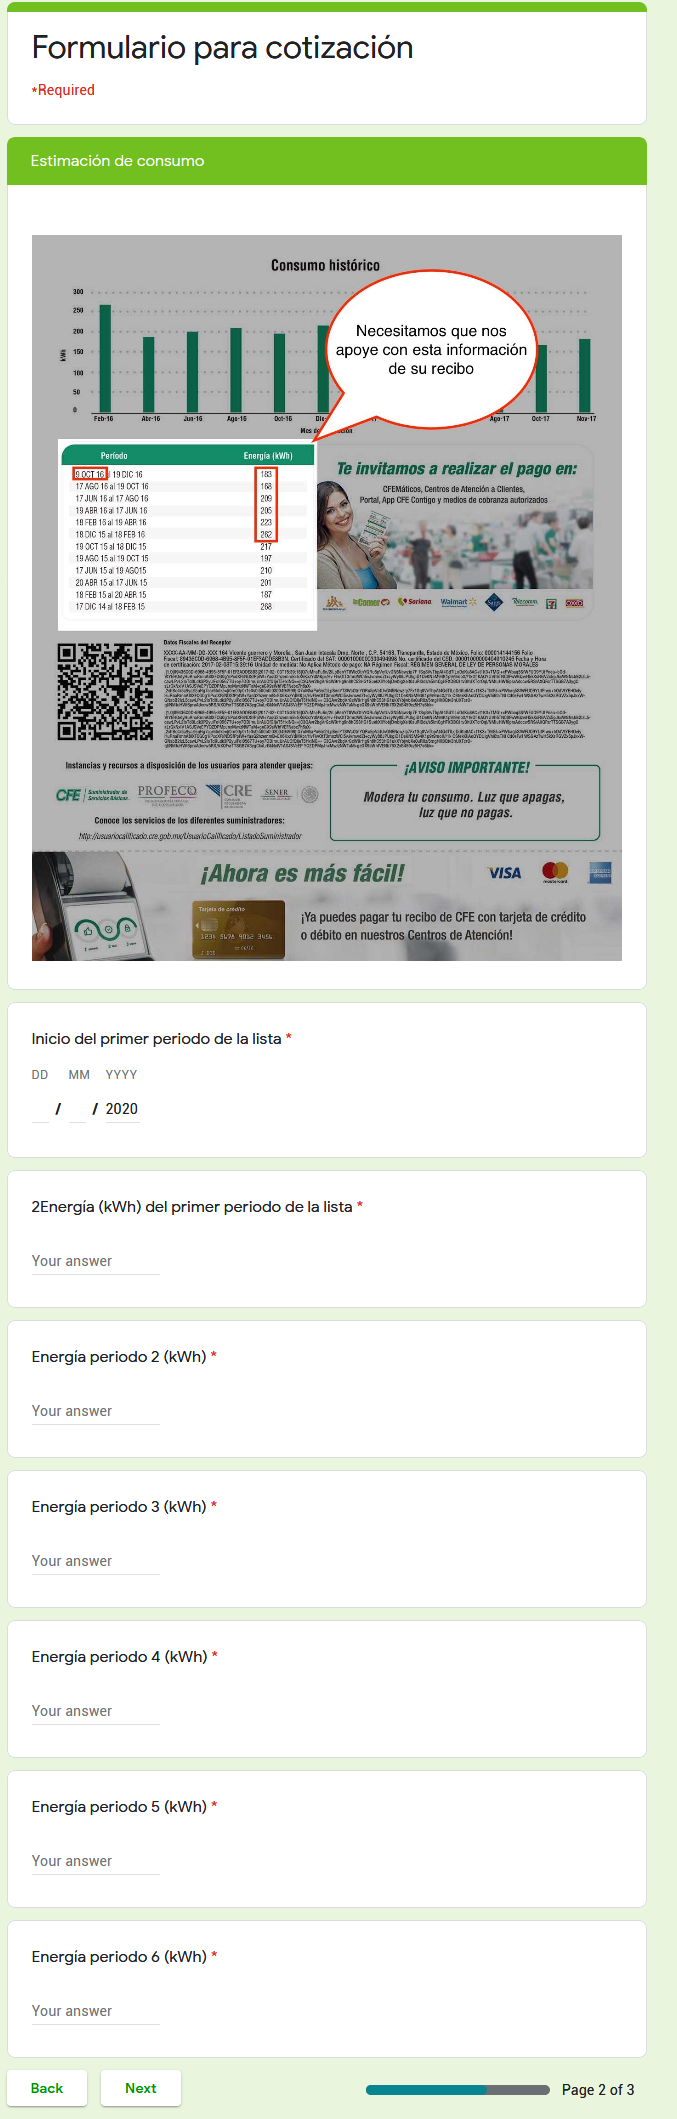 Formulario para cotización
*Required
Estimación de consumo
Consumo histórico
Necesitamos que nos
apoye con esta información
de su recibo
300
250
200
150
100
50
0
kWh
Feb-16
Abr-16
Jun-16
Ago-16
Oct-16
Dic-
Ago-17
Oct-17
Nov-17
Mes de
Periodo Energía (kWh)
9 OCT 16 19 DIC 16 183
17 AGO 16 al 19 OCT 16 168
17 JUN 16 al 17 AGO 16 209
19 ABR 16 al 17 JUN 16 205
18 FEB 16 al 19 ABR 16 223
18 DIC 15 al 18 FEB 16 262
19 OCT 15 al 18 DIC 15 217
19 AGO 15 al 19 OCT 15 197
17 JUN 15 al 19 AGO15 210
20 ABR 15 al 17 JUN 15 201
18 FEB 15 al 20 ABR 15 187
17 DIC 14 al 18 FEB 15 268
Te invitamos a realizar el pago en:
CFEMáticos, Centros de Atención a Clientes,
Portal, App CFE Contigo y medios de cobranza autorizados
Soriana
Walmart
Telecomm
OXXO
Datos Fiscales del Receptor
Instancias y recursos a disposición de los usuarios para atender quejas:
CFE Suministrador de Servicios Básicos
PROFECO
CRE
SENER
Conoce los servicios de los diferentes suministradores:
http://usuariocalificado.cre.gob.mx/UsuarioCalificado/ListadoSuministrador
¡AVISO IMPORTANTE!
Modera tu consumo. Luz que apagas,
luz que no pagas.
¡Ahora es más fácil!
VISA
mastercard
Tarjeta de crédito
1234 5678 9012 3456
¡Ya puedes pagar tu recibo de CFE con tarjeta de crédito
o débito en nuestros Centros de Atención!
Inicio del primer periodo de la lista *
DD MM YYYY
/ / 2020
2Energía (kWh) del primer periodo de la lista *
Your answer
Energía periodo 2 (kWh) *
Your answer
Energía periodo 3 (kWh) *
Your answer
Energía periodo 4 (kWh) *
Your answer
Energía periodo 5 (kWh) *
Your answer
Energía periodo 6 (kWh) *
Your answer
Back
Next
Page 2 of 3